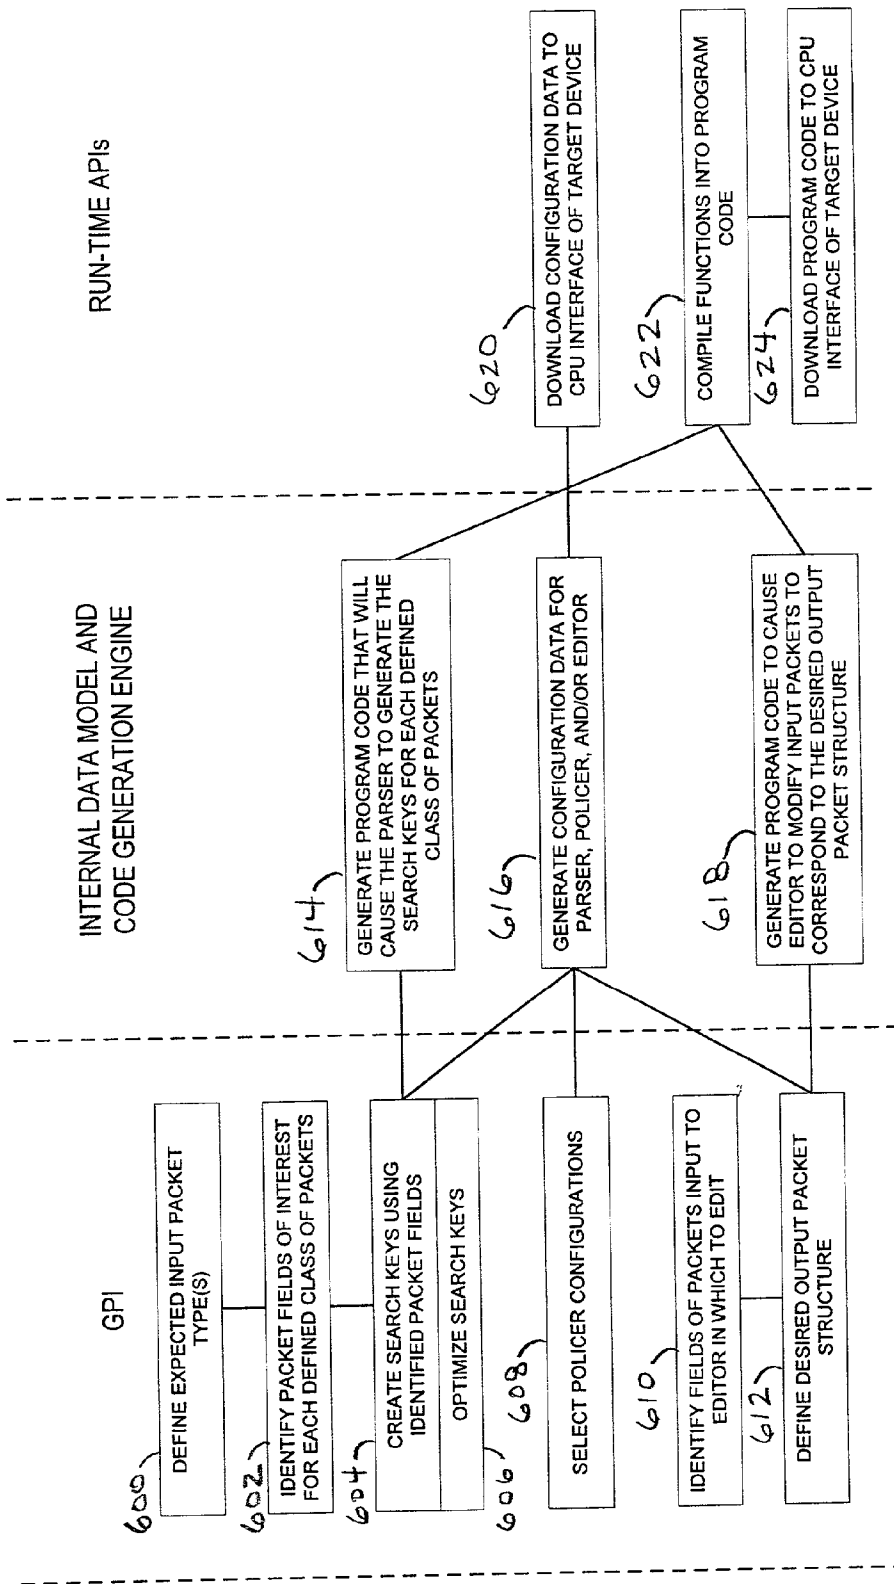 GPI
600
DEFINE EXPECTED INPUT PACKET
TYPE(S)
602
IDENTIFY PACKET FIELDS OF INTEREST
FOR EACH DEFINED CLASS OF PACKETS
604
CREATE SEARCH KEYS USING
IDENTIFIED PACKET FIELDS
OPTIMIZE SEARCH KEYS
606
608
SELECT POLICER CONFIGURATIONS
610
IDENTIFY FIELDS OF PACKETS INPUT TO
EDITOR IN WHICH TO EDIT
612
DEFINE DESIRED OUTPUT PACKET
STRUCTURE
INTERNAL DATA MODEL AND
CODE GENERATION ENGINE
614
GENERATE PROGRAM CODE THAT WILL
CAUSE THE PARSER TO GENERATE THE
SEARCH KEYS FOR EACH DEFINED
CLASS OF PACKETS
616
GENERATE CONFIGURATION DATA FOR
PARSER, POLICER, AND/OR EDITOR
618
GENERATE PROGRAM CODE TO CAUSE
EDITOR TO MODIFY INPUT PACKETS TO
CORRESPOND TO THE DESIRED OUTPUT
PACKET STRUCTURE
RUN-TIME APIs
620
DOWNLOAD CONFIGURATION DATA TO
CPU INTERFACE OF TARGET DEVICE
622
COMPILE FUNCTIONS INTO PROGRAM
CODE
624
DOWNLOAD PROGRAM CODE TO CPU
INTERFACE OF TARGET DEVICE